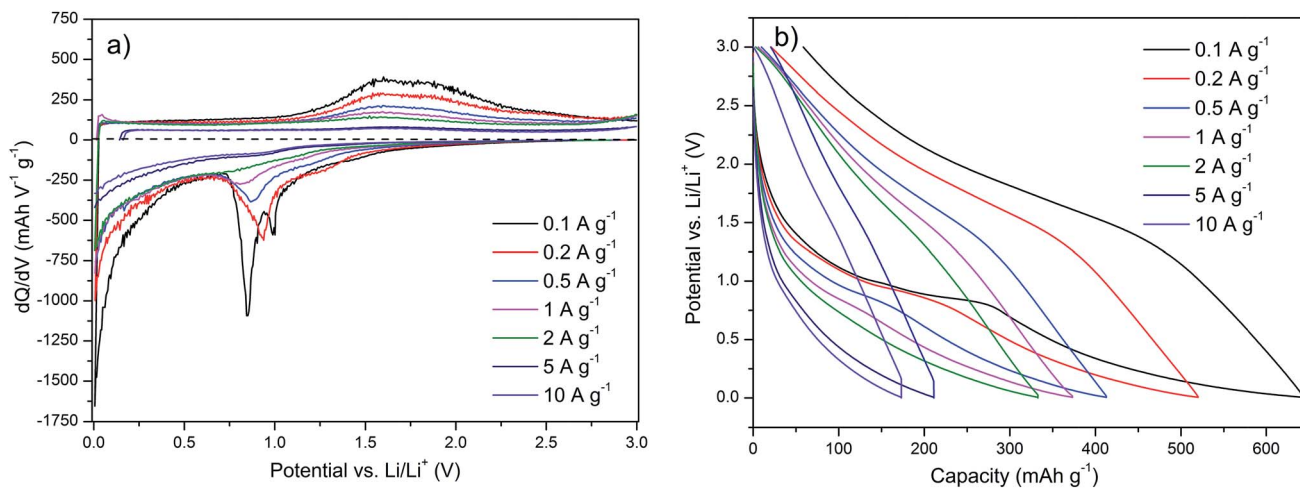 a)
750
500
250
0
-250
-500
-750
-1000
-1250
-1500
-1750
dQ/dV (mAh V⁻¹ g⁻¹)
0.1 A g⁻¹
0.2 A g⁻¹
0.5 A g⁻¹
1 A g⁻¹
2 A g⁻¹
5 A g⁻¹
10 A g⁻¹
0.0 0.5 1.0 1.5 2.0 2.5 3.0
Potential vs. Li/Li⁺ (V)
b)
3.0
2.5
2.0
1.5
1.0
0.5
0.0
Potential vs. Li/Li⁺ (V)
0.1 A g⁻¹
0.2 A g⁻¹
0.5 A g⁻¹
1 A g⁻¹
2 A g⁻¹
5 A g⁻¹
10 A g⁻¹
0 100 200 300 400 500 600
Capacity (mAh g⁻¹)